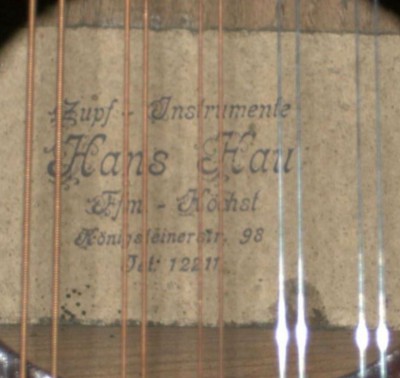 Zupf - Instrumente
Hans Hau
Ffm - Höchst
Königsteinerstr. 98
Tel: 12211